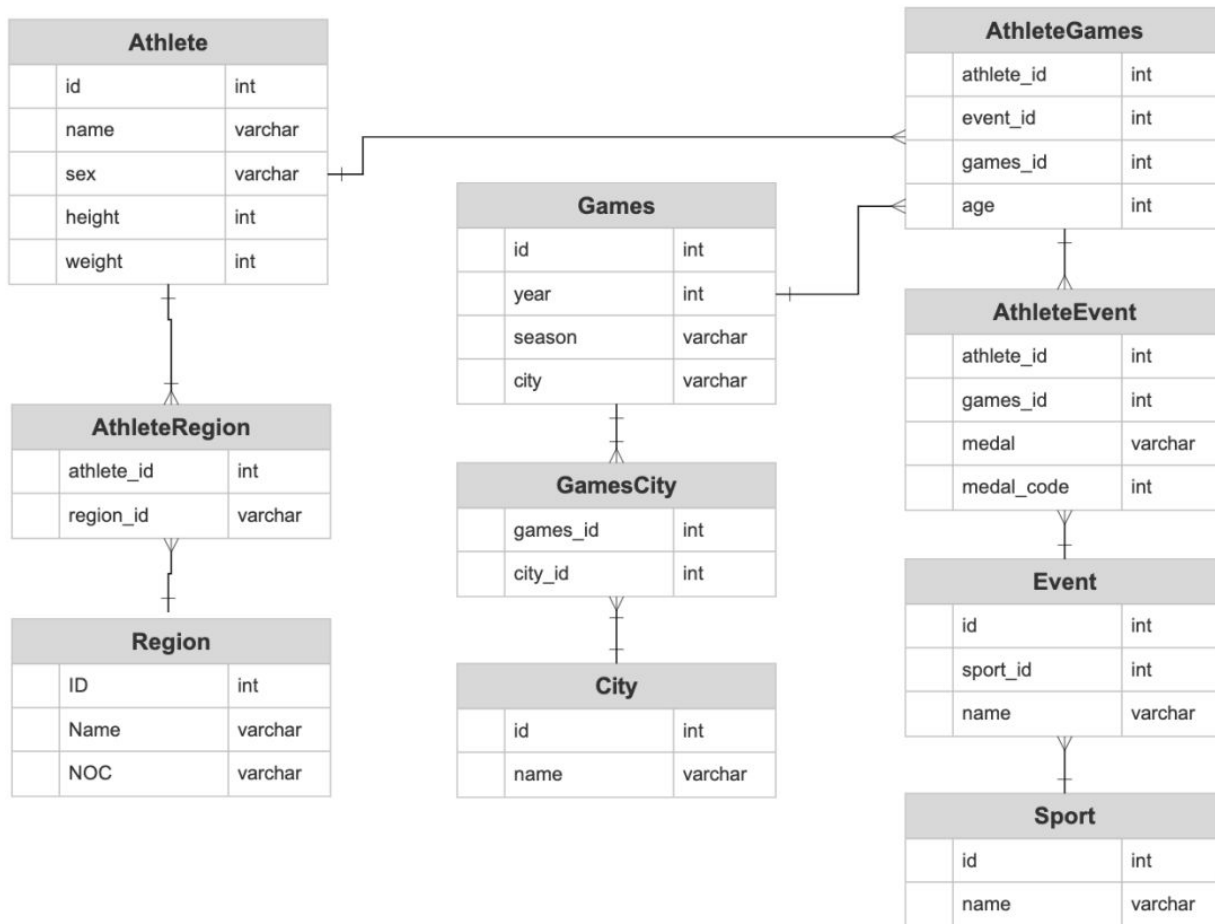 Athlete
id int
name varchar
sex varchar
height int
weight int
AthleteRegion
athlete_id int
region_id varchar
Region
ID int
Name varchar
NOC varchar
Games
id int
year int
season varchar
city varchar
GamesCity
games_id int
city_id int
City
id int
name varchar
AthleteGames
athlete_id int
event_id int
games_id int
age int
AthleteEvent
athlete_id int
games_id int
medal varchar
medal_code int
Event
id int
sport_id int
name varchar
Sport
id int
name varchar